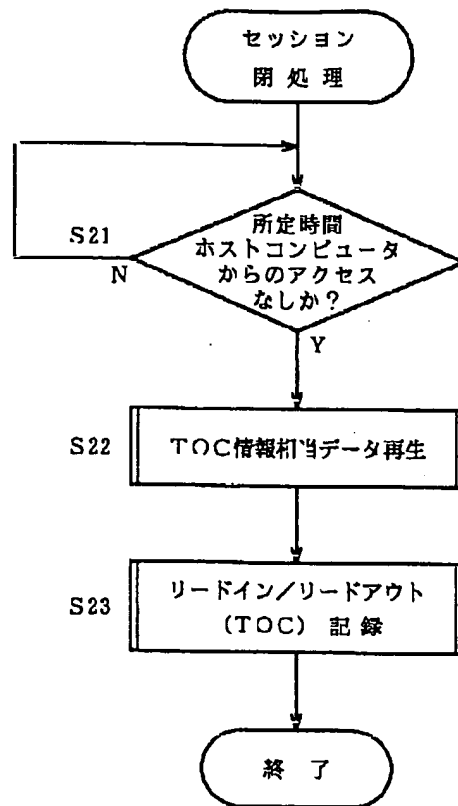 セッション
閉処理
所定時間
S21
ホストコンピュータ
からのアクセス
N
なしか？
Y
S22
TOC情報相当データ再生
S23
リードイン/リードアウト
(TOC) 記録
終了